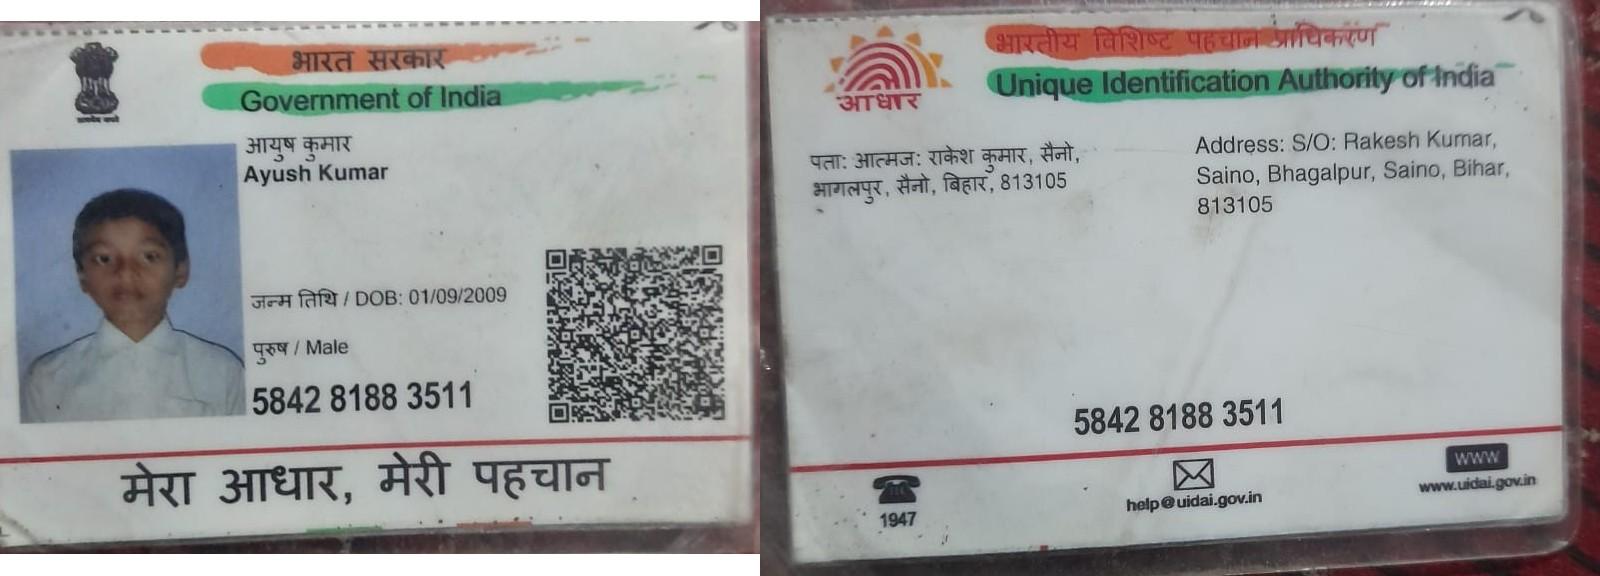 भारत सरकार
Government of India
आयुष कुमार
Ayush Kumar
जन्म तिथि / DOB: 01/09/2009
पुरुष / Male
5842 8188 3511
मेरा आधार, मेरी पहचान
भारतीय विशिष्ट पहचान प्राधिकरण
Unique Identification Authority of India
आधार
पता: आत्मज: राकेश कुमार, सैनो,
भागलपुर, सैनो, बिहार, 813105
Address: S/O: Rakesh Kumar,
Saino, Bhagalpur, Saino, Bihar,
813105
5842 8188 3511
1947
help@uidai.gov.in
WWW
www.uidai.gov.in